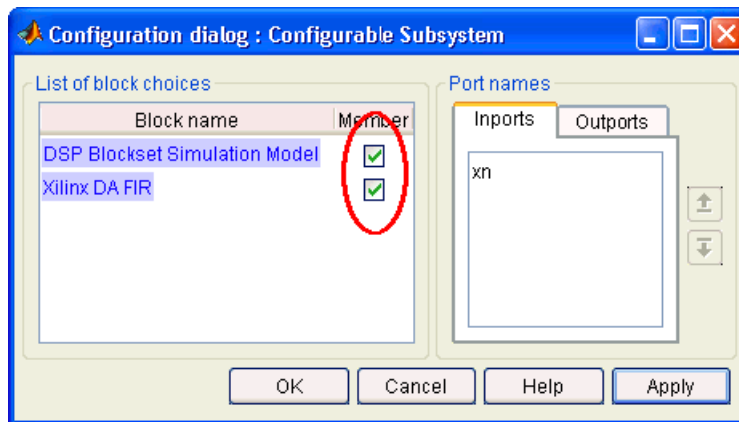 Configuration dialog : Configurable Subsystem
List of block choices
Block name Member
DSP Blockset Simulation Model
Xilinx DA FIR
Port names
Inports Outports
xn
OK Cancel Help Apply